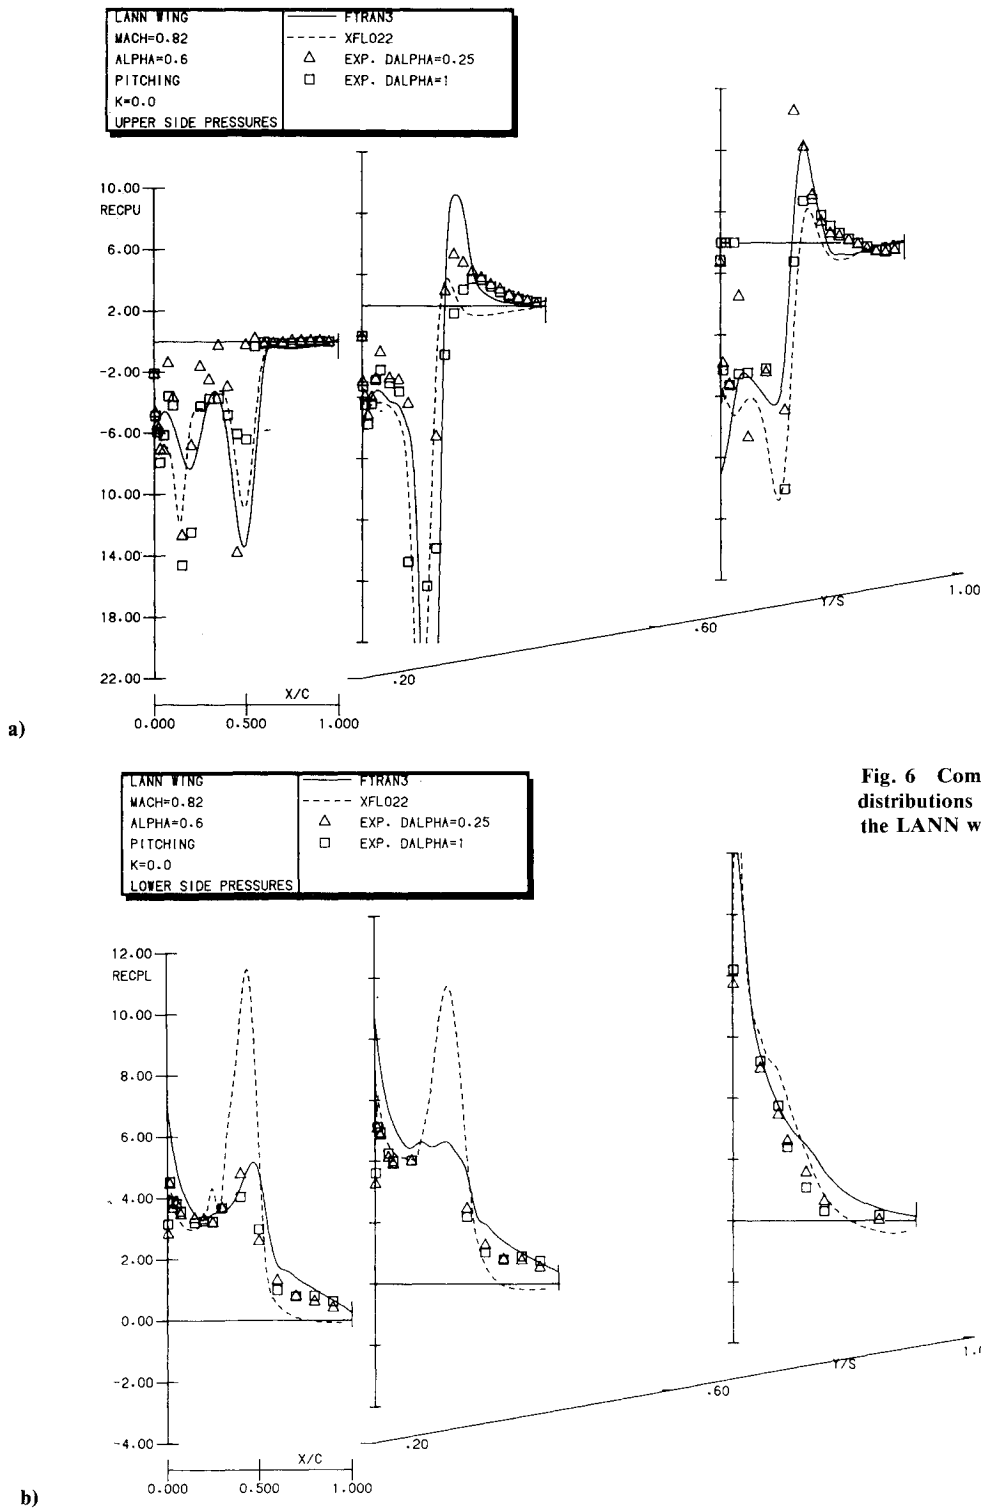 LANN WING
MACH=0.82
ALPHA=0.6
PITCHING
K=0.0
UPPER SIDE PRESSURES
FTRAN3
XFLO22
EXP. DALPHA=0.25
EXP. DALPHA=1
10.00
RECPU
6.00
2.00
-2.00
-6.00
10.00
14.00
18.00
22.00
X/C
0.000
0.500
1.000
.20
.60
Y/S
1.00
a)
LANN WING
MACH=0.82
ALPHA=0.6
PITCHING
K=0.0
LOWER SIDE PRESSURES
FTRAN3
XFLO22
EXP. DALPHA=0.25
EXP. DALPHA=1
Fig. 6 Com
distributions
the LANN w
12.00
RECPL
10.00
8.00
6.00
4.00
2.00
0.00
-2.00
-4.00
X/C
0.000
0.500
1.000
.20
.60
Y/S
1.0
b)